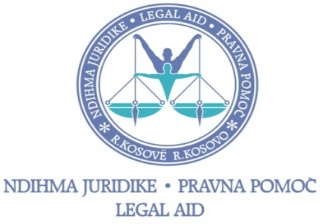 NDIHMA JURIDIKE • LEGAL AID • PRAVNA POMOĆ
* R.KOSOVË R.KOSOVO *
NDIHMA JURIDIKE • PRAVNA POMOĆ
LEGAL AID